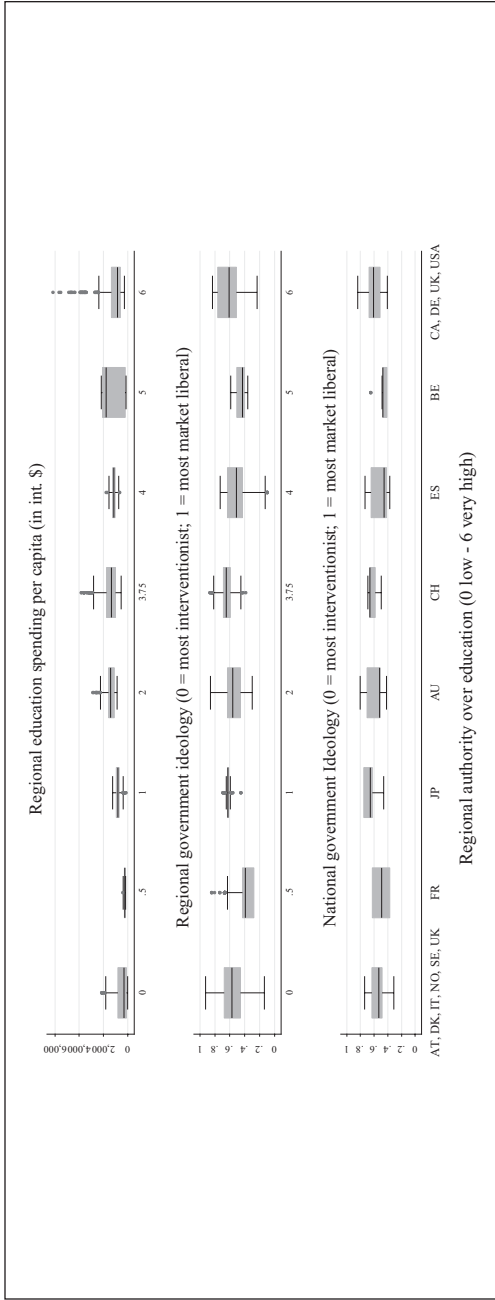 Regional education spending per capita (in int. $)
6,000
4,000
2,000
0
0 .5 1 2 3.75 4 5 6
Regional government ideology (0 = most interventionist; 1 = most market liberal)
1
.8
.6
.4
.2
0
0 .5 1 2 3.75 4 5 6
National government Ideology (0 = most interventionist; 1 = most market liberal)
1
.8
.6
.4
.2
0
AT, DK, IT, NO, SE, UK FR JP AU CH ES BE CA, DE, UK, USA
Regional authority over education (0 low - 6 very high)